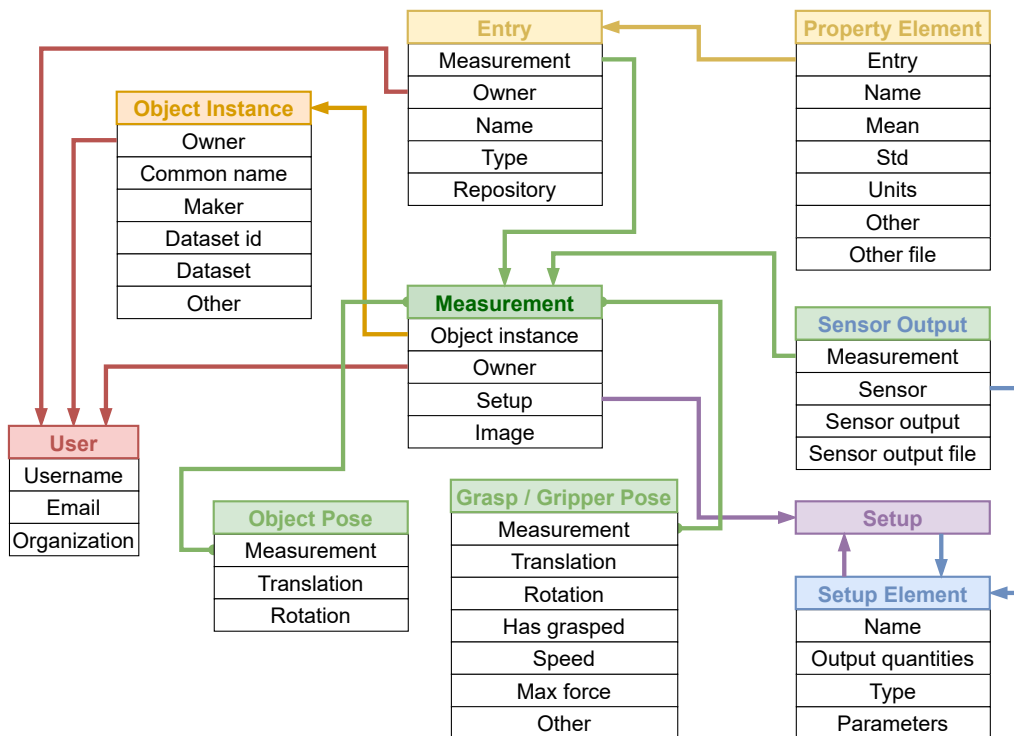 Entry
Measurement
Owner
Name
Type
Repository
Property Element
Entry
Name
Mean
Std
Units
Other
Other file
Object Instance
Owner
Common name
Maker
Dataset id
Dataset
Other
Measurement
Object instance
Owner
Setup
Image
Sensor Output
Measurement
Sensor
Sensor output
Sensor output file
User
Username
Email
Organization
Object Pose
Measurement
Translation
Rotation
Grasp / Gripper Pose
Measurement
Translation
Rotation
Has grasped
Speed
Max force
Other
Setup
Setup Element
Name
Output quantities
Type
Parameters